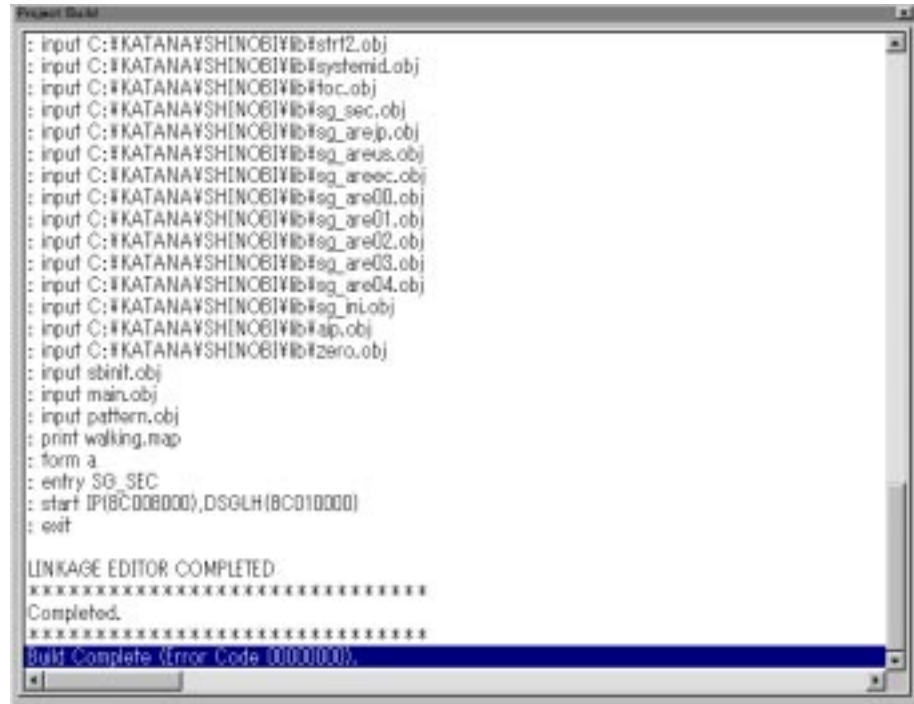 Project Build
: input C:¥KATANA¥SHINOBI¥lib¥strt2.obj
: input C:¥KATANA¥SHINOBI¥lib¥systemid.obj
: input C:¥KATANA¥SHINOBI¥lib¥toc.obj
: input C:¥KATANA¥SHINOBI¥lib¥sg_sec.obj
: input C:¥KATANA¥SHINOBI¥lib¥sg_arejp.obj
: input C:¥KATANA¥SHINOBI¥lib¥sg_areus.obj
: input C:¥KATANA¥SHINOBI¥lib¥sg_areec.obj
: input C:¥KATANA¥SHINOBI¥lib¥sg_are00.obj
: input C:¥KATANA¥SHINOBI¥lib¥sg_are01.obj
: input C:¥KATANA¥SHINOBI¥lib¥sg_are02.obj
: input C:¥KATANA¥SHINOBI¥lib¥sg_are03.obj
: input C:¥KATANA¥SHINOBI¥lib¥sg_are04.obj
: input C:¥KATANA¥SHINOBI¥lib¥sg_ini.obj
: input C:¥KATANA¥SHINOBI¥lib¥aip.obj
: input C:¥KATANA¥SHINOBI¥lib¥zero.obj
: input sbinit.obj
: input main.obj
: input pattern.obj
: print walking.map
: form a
: entry SG_SEC
: start IP(8C008000),DSGLH(8C010000)
: exit
LINKAGE EDITOR COMPLETED
* * * * * * * * * * * * * * * * * * * * * * * * * * * * * *
Completed.
* * * * * * * * * * * * * * * * * * * * * * * * * * * * * *
Build Complete (Error Code 00000000).